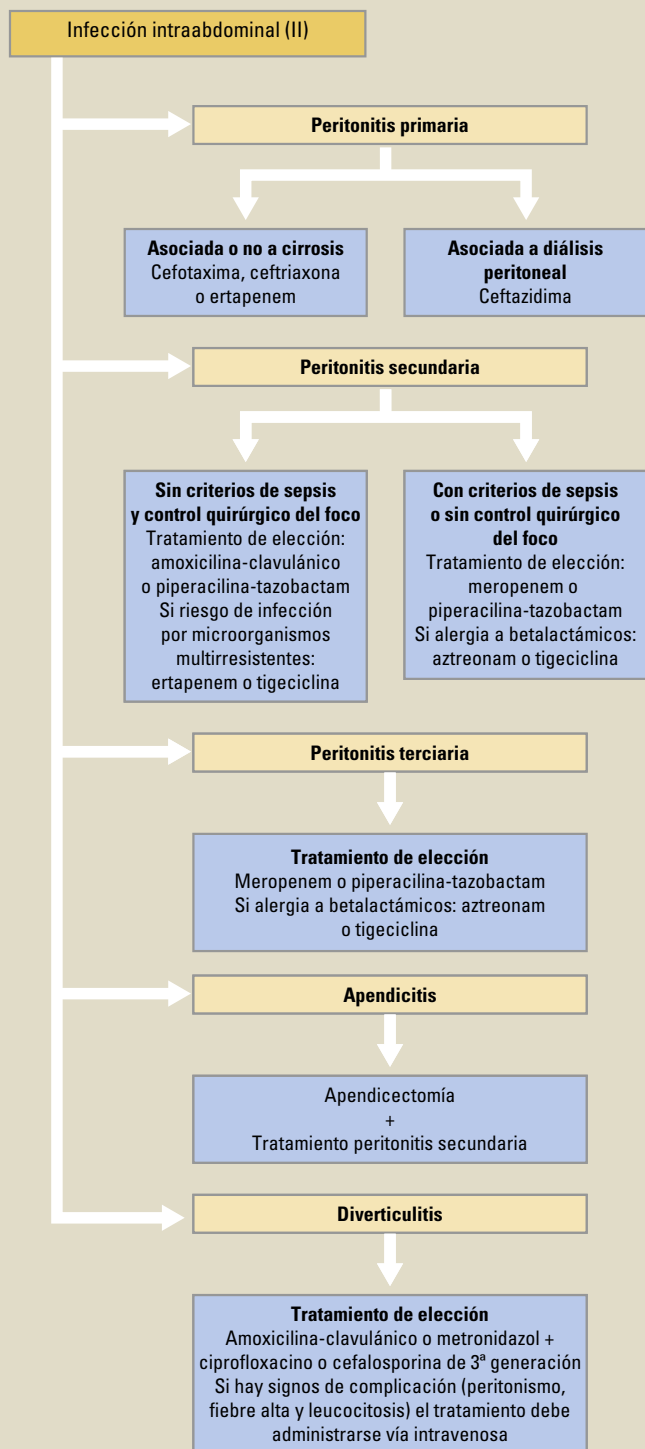 Infección intraabdominal (II)
Peritonitis primaria
Asociada o no a cirrosis
Cefotaxima, ceftriaxona
o ertapenem
Asociada a diálisis
peritoneal
Ceftazidima
Peritonitis secundaria
Sin criterios de sepsis
y control quirúrgico del foco
Tratamiento de elección:
amoxicilina-clavulánico
o piperacilina-tazobactam
Si riesgo de infección
por microorganismos
multirresistentes:
ertapenem o tigeciclina
Con criterios de sepsis
o sin control quirúrgico
del foco
Tratamiento de elección:
meropenem o
piperacilina-tazobactam
Si alergia a betalactámicos:
aztreonam o tigeciclina
Peritonitis terciaria
Tratamiento de elección
Meropenem o piperacilina-tazobactam
Si alergia a betalactámicos: aztreonam
o tigeciclina
Apendicitis
Apendicectomía
+
Tratamiento peritonitis secundaria
Diverticulitis
Tratamiento de elección
Amoxicilina-clavulánico o metronidazol +
ciprofloxacino o cefalosporina de 3ª generación
Si hay signos de complicación (peritonismo,
fiebre alta y leucocitosis) el tratamiento debe
administrarse vía intravenosa